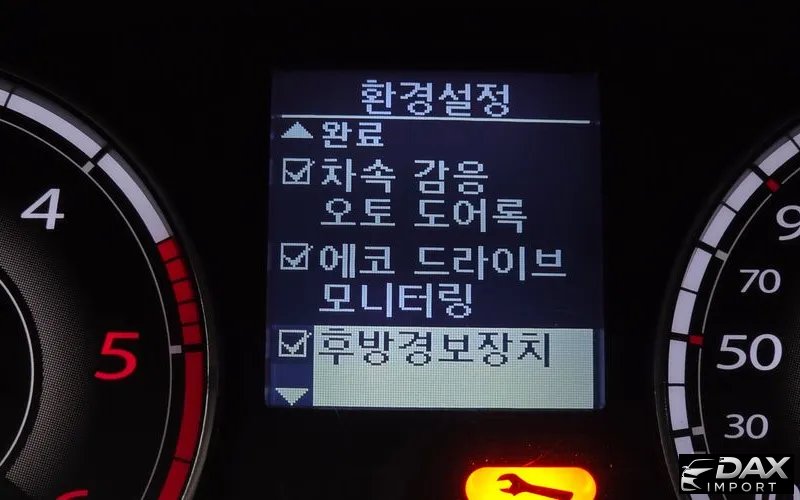 환경설정
완료
차속 감응
오토 도어록
에코 드라이브
모니터링
후방경보장치
4
5
6
9
70
50
30
DAX
IMPORT